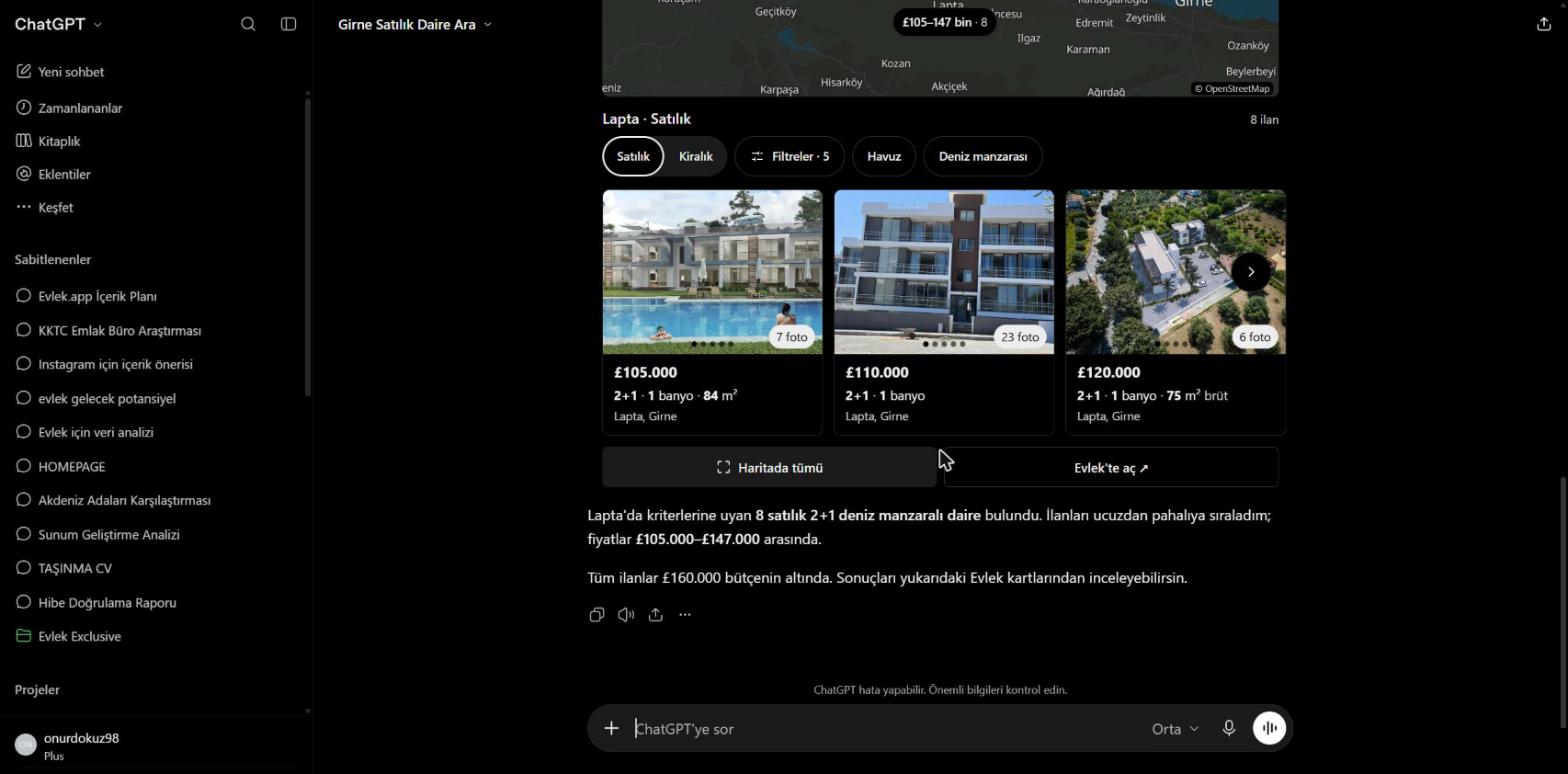 ChatGPT
Yeni sohbet
Zamanlananlar
Kitaplık
Eklentiler
Keşfet
Sabitlenenler
Evlek.app İçerik Planı
KKTC Emlak Büro Araştırması
Instagram için içerik önerisi
evlek gelecek potansiyel
Evlek için veri analizi
HOMEPAGE
Akdeniz Adaları Karşılaştırması
Sunum Geliştirme Analizi
TAŞINMA CV
Hibe Doğrulama Raporu
Evlek Exclusive
Projeler
ON
onurdokuz98
Plus
Girne Satılık Daire Ara
Geçitköy
Lapta
£105–147 bin · 8
Edremit
Zeytinlik
Girne
Ilgaz
Karaman
Ozanköy
Kozan
Beylerbeyi
Hisarköy
Karpaşa
Akçiçek
Ağırdağ
© OpenStreetMap
Lapta · Satılık
8 ilan
Satılık
Kiralık
Filtreler · 5
Havuz
Deniz manzarası
7 foto
23 foto
6 foto
£105.000
2+1 · 1 banyo · 84 m²
Lapta, Girne
£110.000
2+1 · 1 banyo
Lapta, Girne
£120.000
2+1 · 1 banyo · 75 m² brüt
Lapta, Girne
Haritada tümü
Evlek'te aç ↗
Lapta'da kriterlerine uyan 8 satılık 2+1 deniz manzaralı daire bulundu. İlanları ucuzdan pahalıya sıraladım;
fiyatlar £105.000–£147.000 arasında.
Tüm ilanlar £160.000 bütçenin altında. Sonuçları yukarıdaki Evlek kartlarından inceleyebilirsin.
ChatGPT hata yapabilir. Önemli bilgileri kontrol edin.
ChatGPT'ye sor
Orta